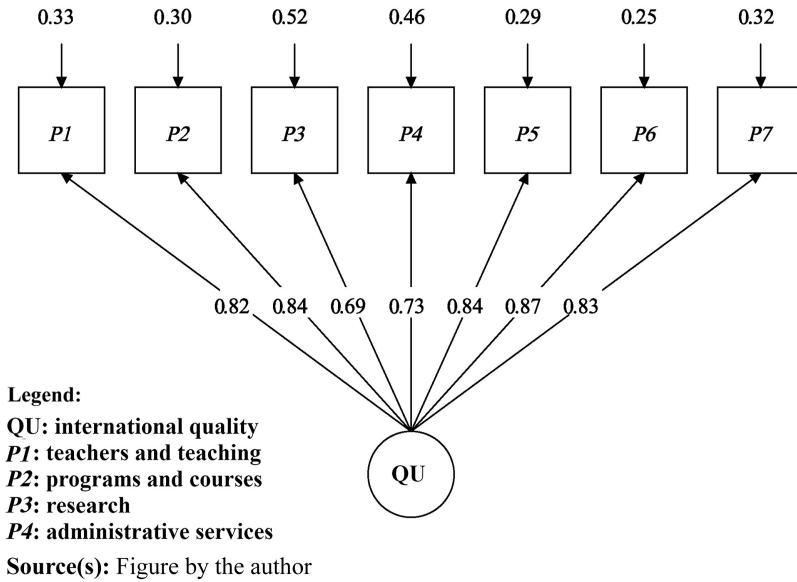 0.33 0.30 0.52 0.46 0.29 0.25 0.32
P1 P2 P3 P4 P5 P6 P7
0.82 0.84 0.69 0.73 0.84 0.87 0.83
QU
Legend:
QU: international quality
P1: teachers and teaching
P2: programs and courses
P3: research
P4: administrative services
Source(s): Figure by the author